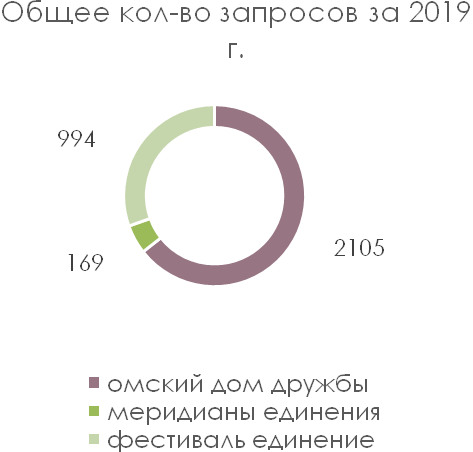 Общее кол-во запросов за 2019
г.
994
2105
169
омский дом дружбы
меридианы единения
фестиваль единение